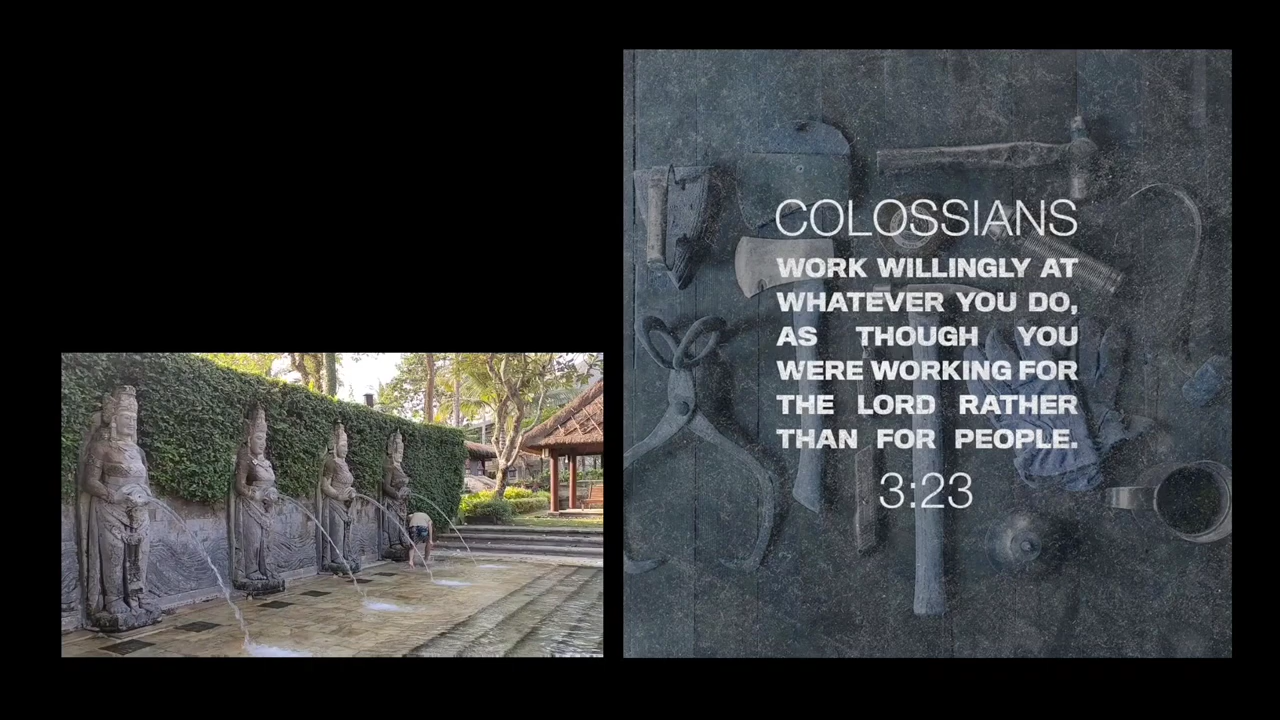 COLOSSIANS
WORK WILLINGLY AT
WHATEVER YOU DO,
AS THOUGH YOU
WERE WORKING FOR
THE LORD RATHER
THAN FOR PEOPLE.
3:23